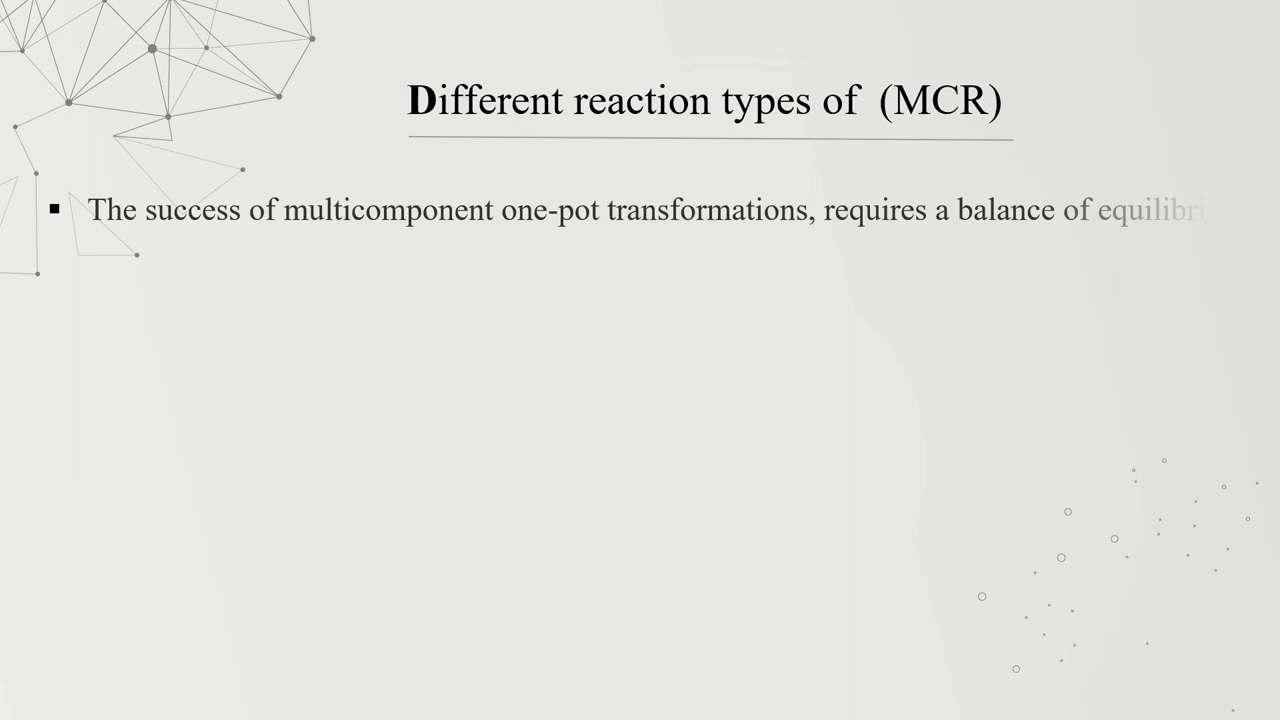 Different reaction types of (MCR)
▪ The success of multicomponent one-pot transformations, requires a balance of